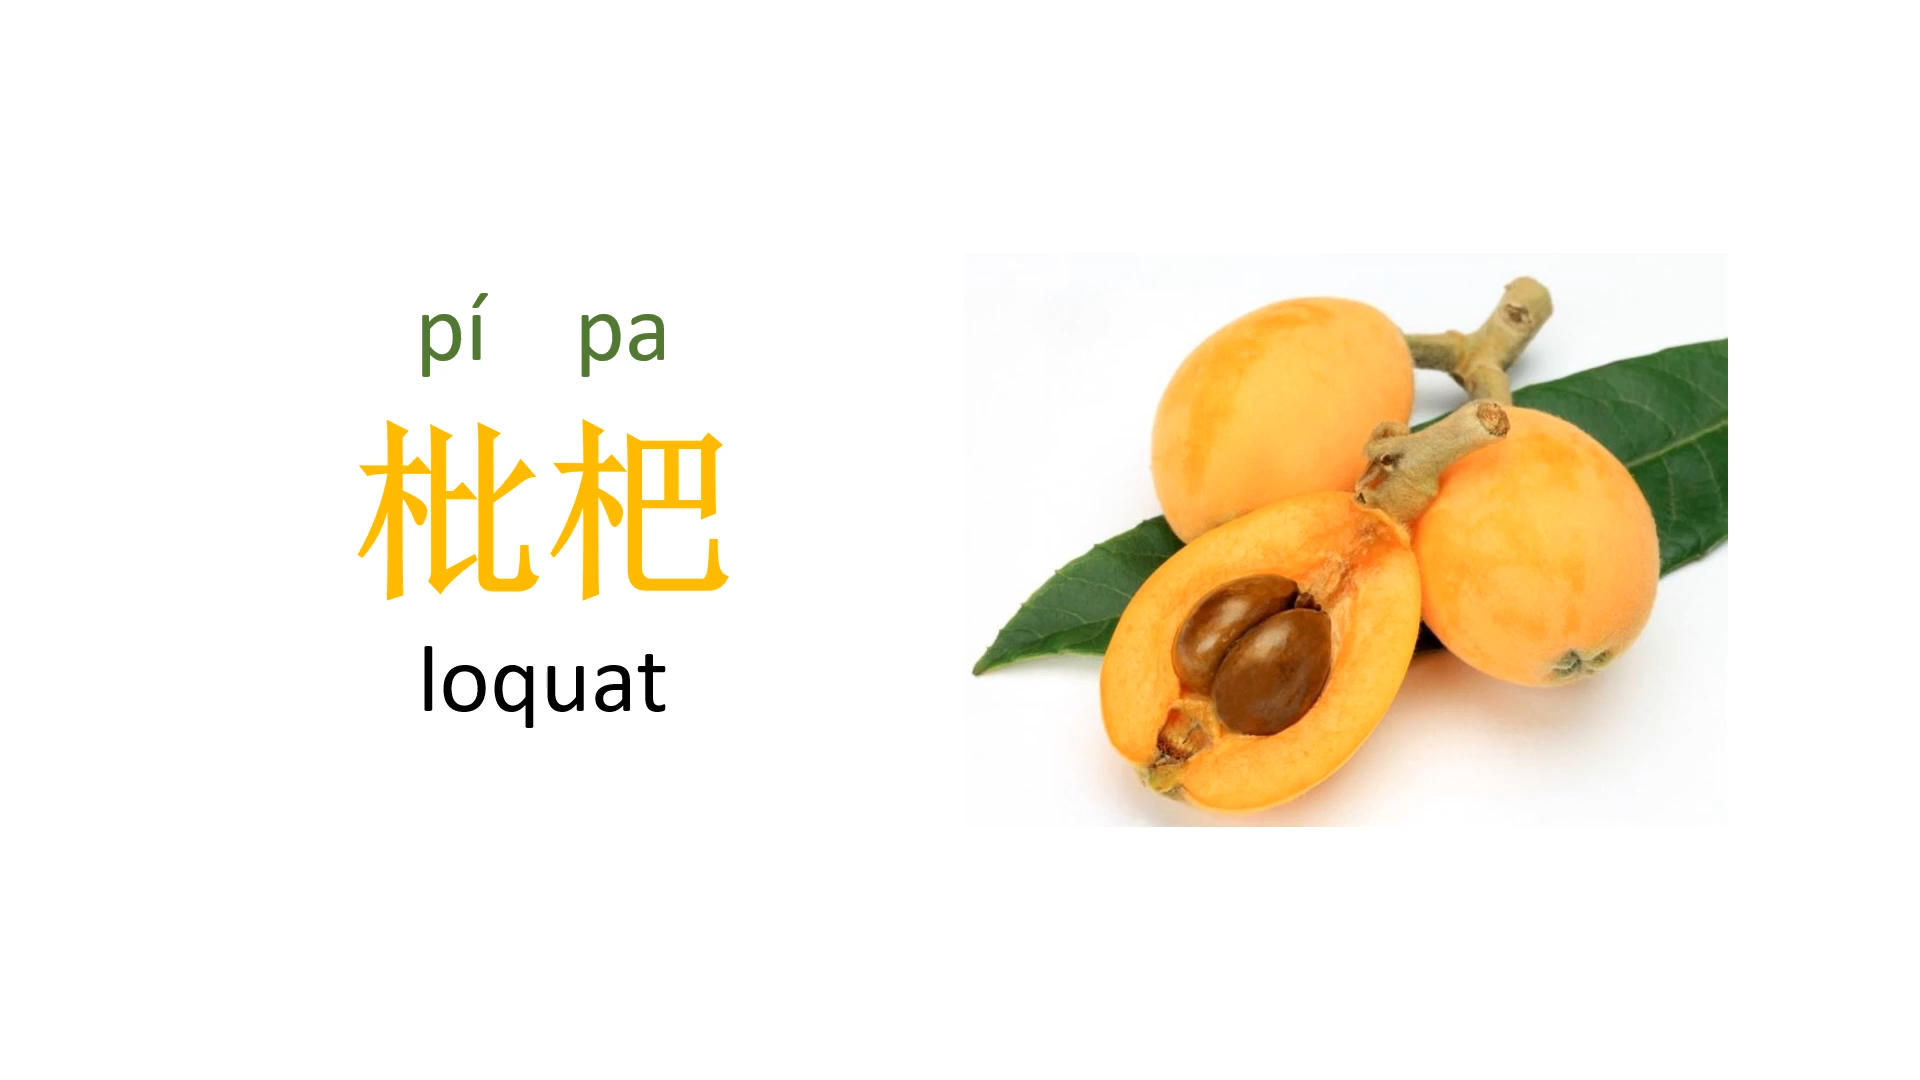 pí pa
枇杷
loquat